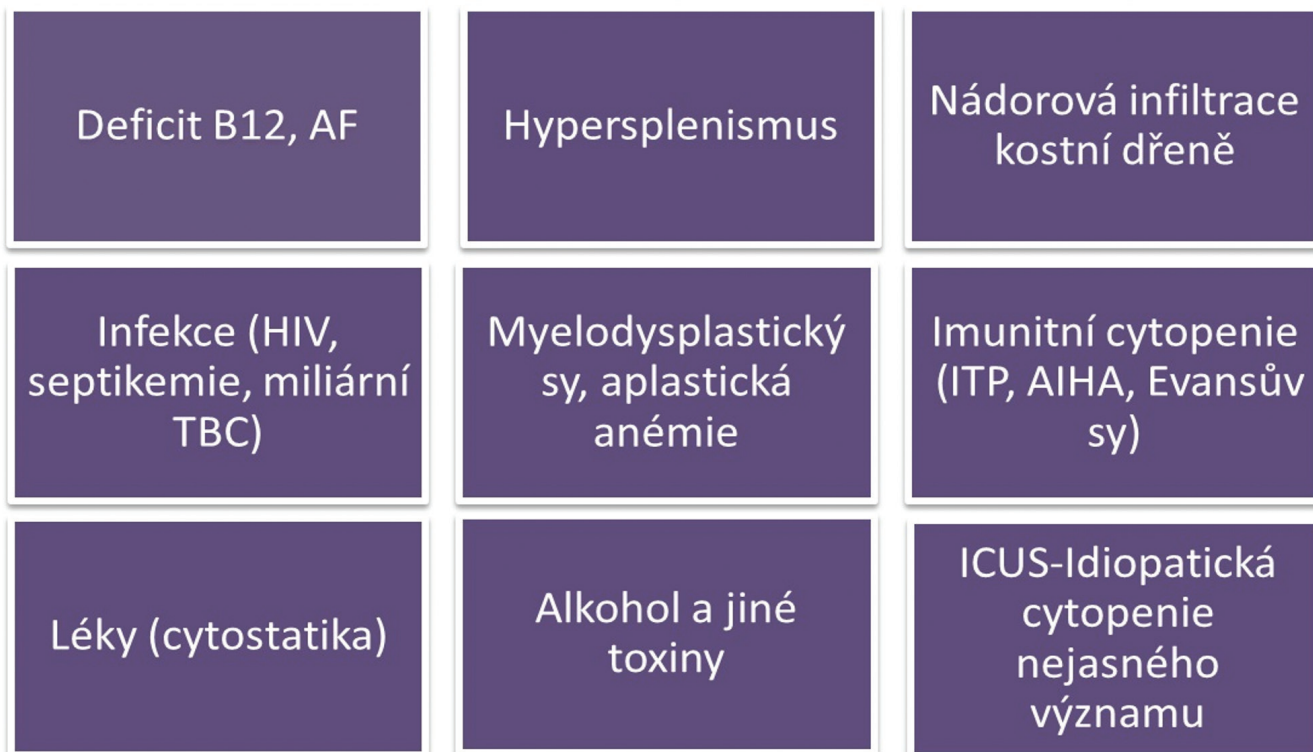 Deficit B12, AF
Hypersplenismus
Nádorová infiltrace
kostní dřeně
Infekce (HIV,
septikemie, miliární
TBC)
Myelodysplastický
sy, aplastická
anémie
Imunitní cytopenie
(ITP, AIHA, Evansův
sy)
Léky (cytostatika)
Alkohol a jiné
toxiny
ICUS-Idiopatická
cytopenie
nejasného
významu